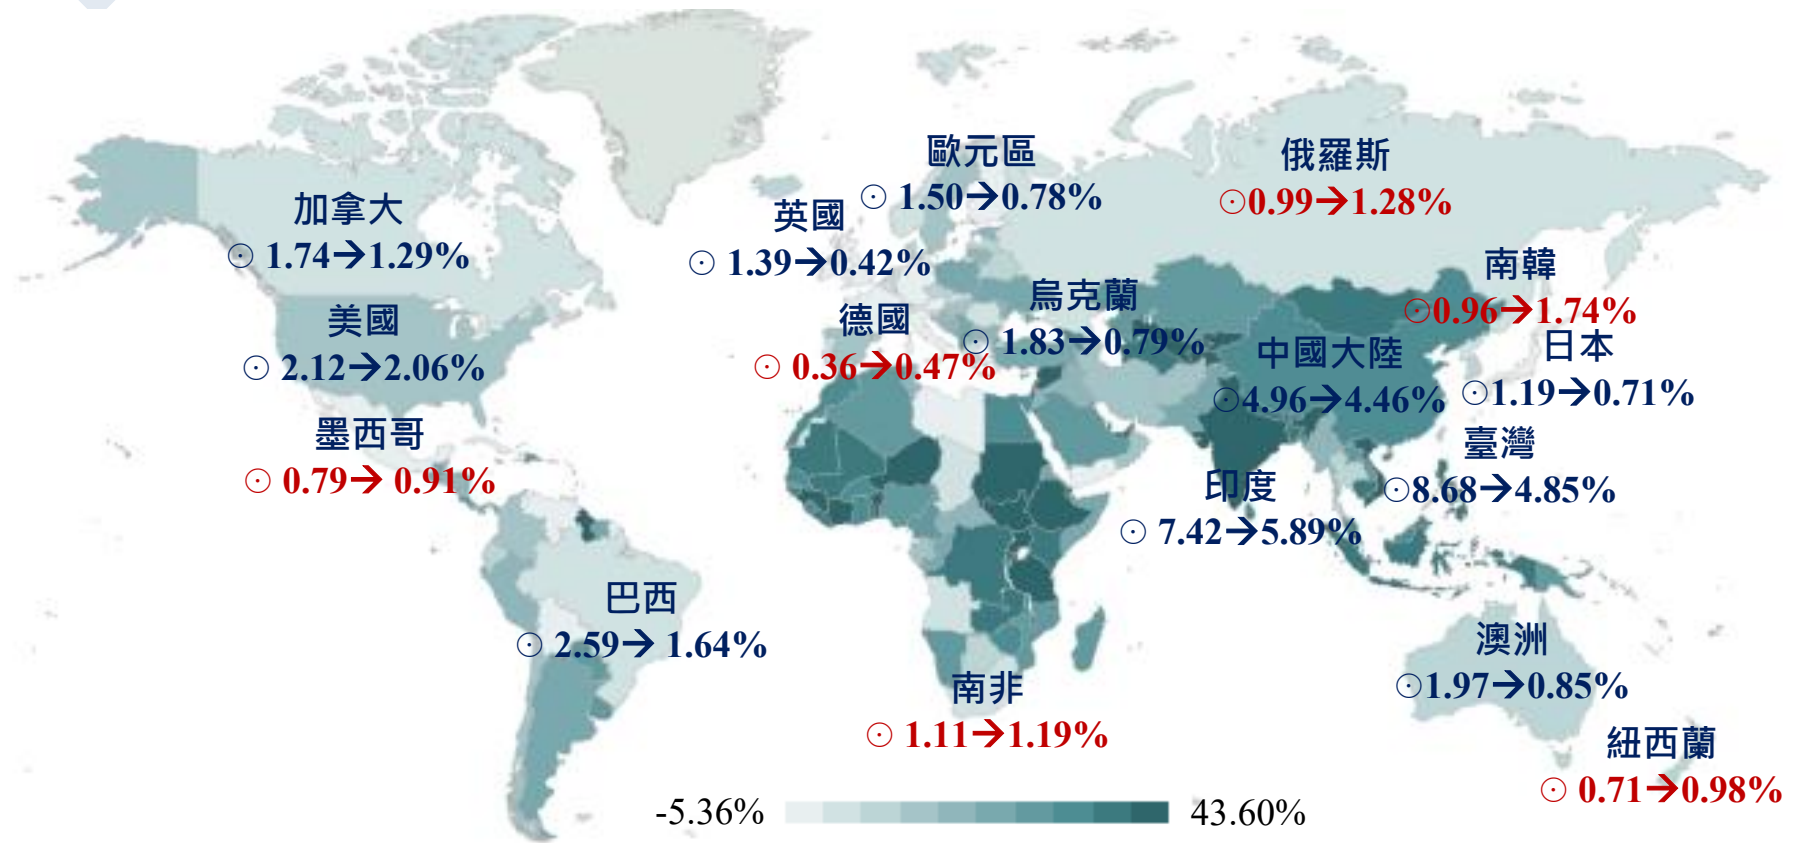 歐元區
⊙ 1.50→0.78%
俄羅斯
⊙0.99→1.28%
加拿大
⊙ 1.74→1.29%
英國
⊙ 1.39→0.42%
南韓
⊙0.96→1.74%
美國
⊙ 2.12→2.06%
德國
⊙ 0.36→0.47%
烏克蘭
⊙ 1.83→0.79%
中國大陸
⊙4.96→4.46%
日本
⊙1.19→0.71%
墨西哥
⊙ 0.79→ 0.91%
臺灣
⊙8.68→4.85%
印度
⊙ 7.42→5.89%
巴西
⊙ 2.59→ 1.64%
南非
⊙ 1.11→1.19%
澳洲
⊙1.97→0.85%
紐西蘭
⊙ 0.71→0.98%
-5.36% 43.60%